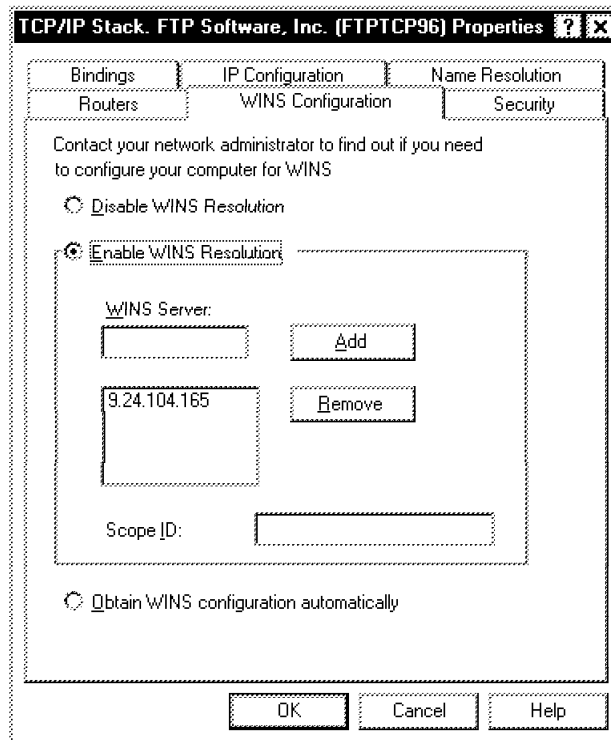 TCP/IP Stack. FTP Software, Inc. (FTPTCP96) Properties ? X
Bindings IP Configuration Name Resolution
Routers WINS Configuration Security
Contact your network administrator to find out if you need
to configure your computer for WINS
Disable WINS Resolution
Enable WINS Resolution
WINS Server:
Add
9.24.104.165
Remove
Scope ID:
Obtain WINS configuration automatically
OK Cancel Help